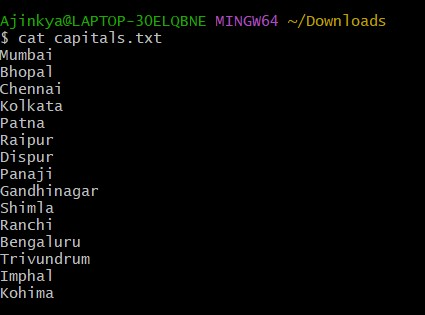 Ajinkya@LAPTOP-3OELQBNE MINGW64 ~/Downloads
$ cat capitals.txt
Mumbai
Bhopal
Chennai
Kolkata
Patna
Raipur
Dispur
Panaji
Gandhinagar
Shimla
Ranchi
Bengaluru
Trivundrum
Imphal
Kohima